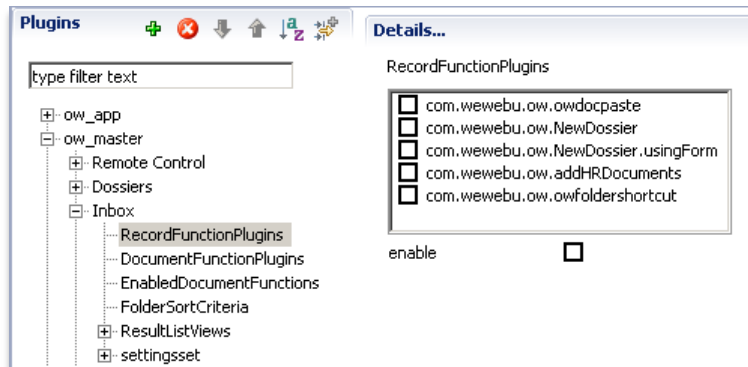 Plugins
type filter text
ow_app
ow_master
Remote Control
Dossiers
Inbox
RecordFunctionPlugins
DocumentFunctionPlugins
EnabledDocumentFunctions
FolderSortCriteria
ResultListViews
settingsset
Details...
RecordFunctionPlugins
com.wewebu.ow.owdocpaste
com.wewebu.ow.NewDossier
com.wewebu.ow.NewDossier.usingForm
com.wewebu.ow.addHRDocuments
com.wewebu.ow.owfoldershortcut
enable